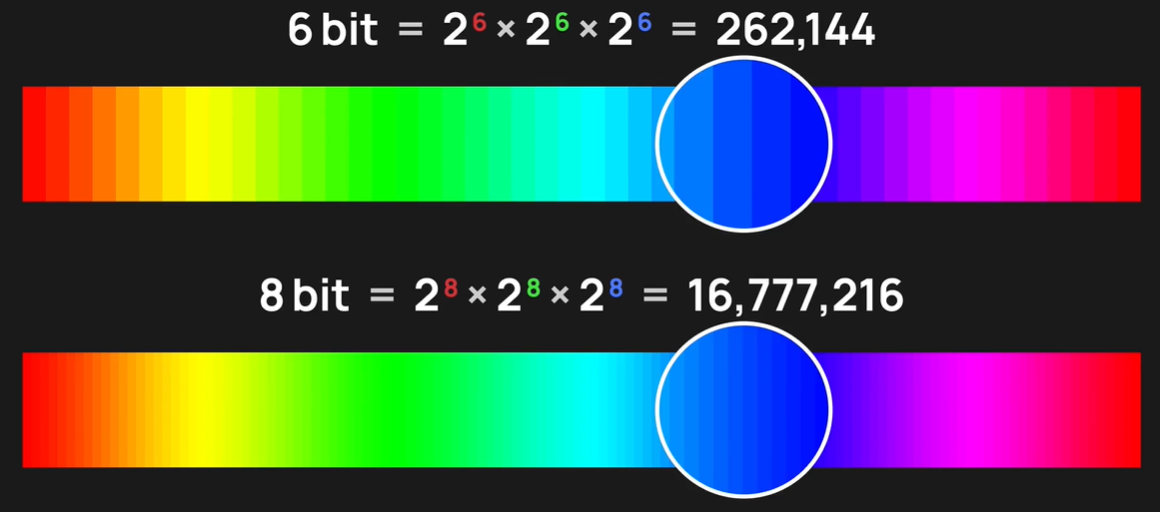 6 bit = 2⁶ × 2⁶ × 2⁶ = 262,144
8 bit = 2⁸ × 2⁸ × 2⁸ = 16,777,216